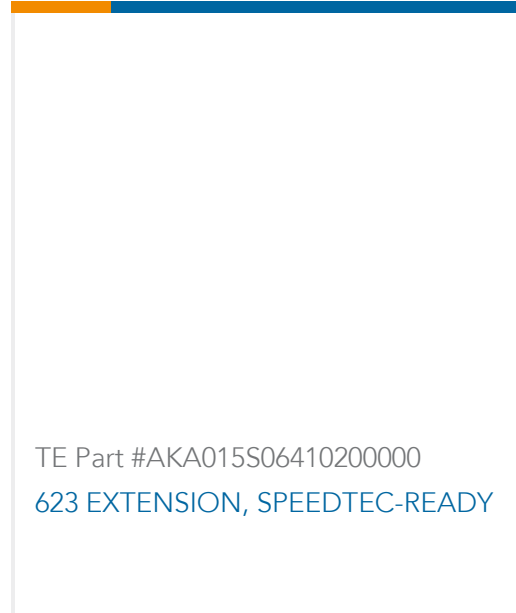 TE Part #AKA015S06410200000
623 EXTENSION, SPEEDTEC-READY